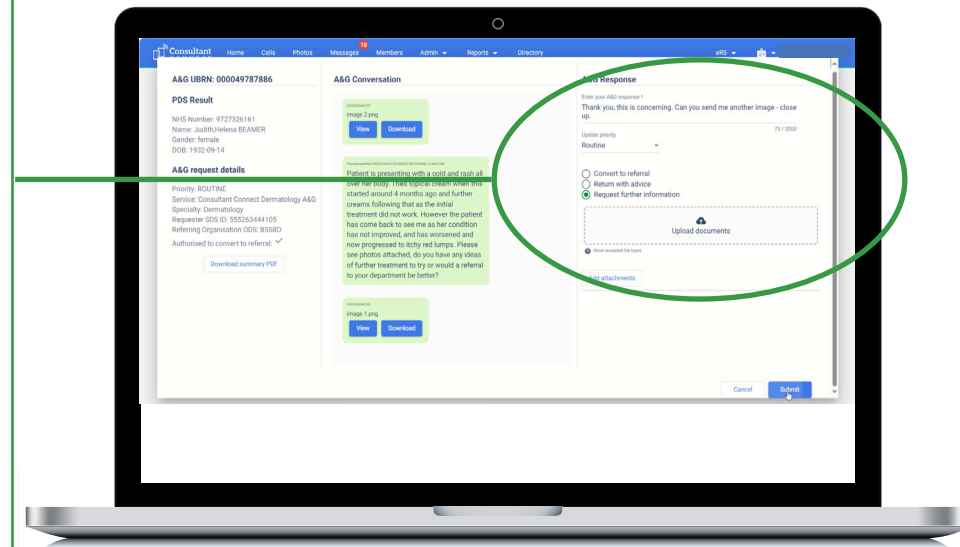 Consultant Home Calls Photos Messages 10 Members Admin Reports Directory eRS
A&G UBRN: 000049787886
PDS Result
NHS Number: 9727326161
Name: Judith,Helena BEAMER
Gender: female
DOB: 1932-09-14
A&G request details
Priority: ROUTINE
Service: Consultant Connect Dermatology A&G
Specialty: Dermatology
Requester SDS ID: 555263444105
Referring Organisation ODS: B5SBO
Authorised to convert to referral:
Download summary PDF
A&G Conversation
image 2.png
View Download
Patient is presenting with a cold and rash all
over her body. Tried topical cream when this
started around 4 months ago and further
creams following that as the initial
treatment did not work. However the patient
has come back to see me as her condition
has not improved, and has worsened and
now progressed to itchy red lumps. Please
see photos attached, do you have any ideas
of further treatment to try or would a referral
to your department be better?
image 1.png
View Download
A&G Response
Enter your A&G response *
Thank you, this is concerning. Can you send me another image - close
up.
73 / 2000
Update priority
Routine
Convert to referral
Return with advice
Request further information
Upload documents
Show accepted file types
Add attachments
Cancel Submit